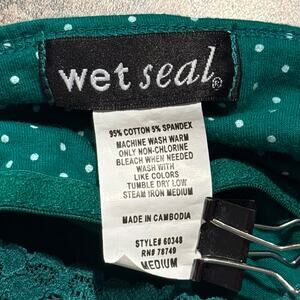 wet seal®
95% COTTON 5% SPANDEX
MACHINE WASH WARM
ONLY NON-CHLORINE
BLEACH WHEN NEEDED
WASH WITH
LIKE COLORS
TUMBLE DRY LOW
STEAM IRON MEDIUM
MADE IN CAMBODIA
STYLE# 60348
RN# 78749
MEDIUM